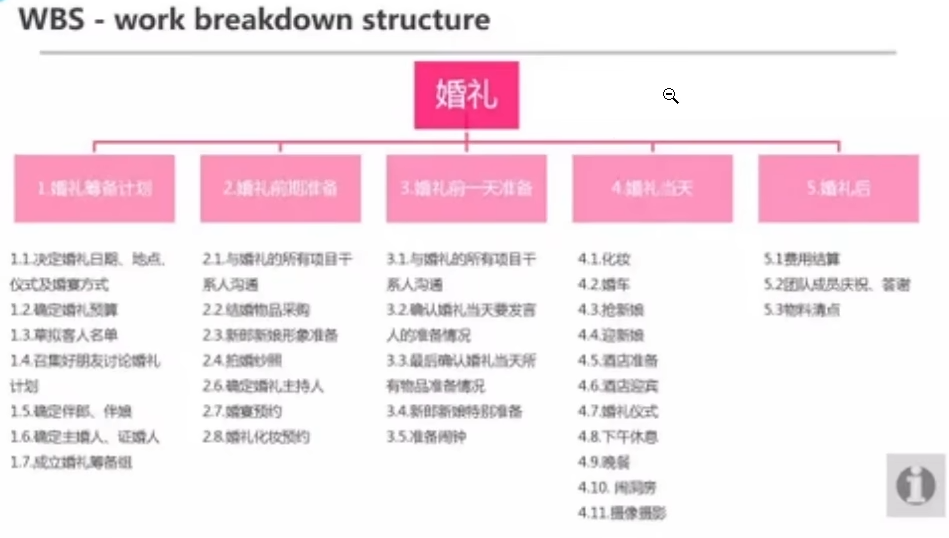 WBS - work breakdown structure
婚礼
1.婚礼筹备计划
2.婚礼前期准备
3.婚礼前一天准备
4.婚礼当天
5.婚礼后
1.1.决定婚礼日期、地点、
仪式及婚宴方式
1.2.确定婚礼预算
1.3.草拟客人名单
1.4.召集好朋友讨论婚礼
计划
1.5.确定伴郎、伴娘
1.6.确定主婚人、证婚人
1.7.成立婚礼筹备组
2.1.与婚礼的所有项目干
系人沟通
2.2.结婚物品采购
2.3.新郎新娘形象准备
2.4.拍婚纱照
2.6.确定婚礼主持人
2.7.婚宴预约
2.8.婚礼化妆预约
3.1.与婚礼的所有项目干
系人沟通
3.2.确认婚礼当天要发言
人的准备情况
3.3.最后确认婚礼当天所
有物品准备情况
3.4.新郎新娘特别准备
3.5.准备闹钟
4.1.化妆
4.2.婚车
4.3.抢新娘
4.4.迎新娘
4.5.酒店准备
4.6.酒店迎宾
4.7.婚礼仪式
4.8.下午休息
4.9.晚餐
4.10. 闹洞房
4.11.摄像摄影
5.1费用结算
5.2团队成员庆祝、答谢
5.3物料清点